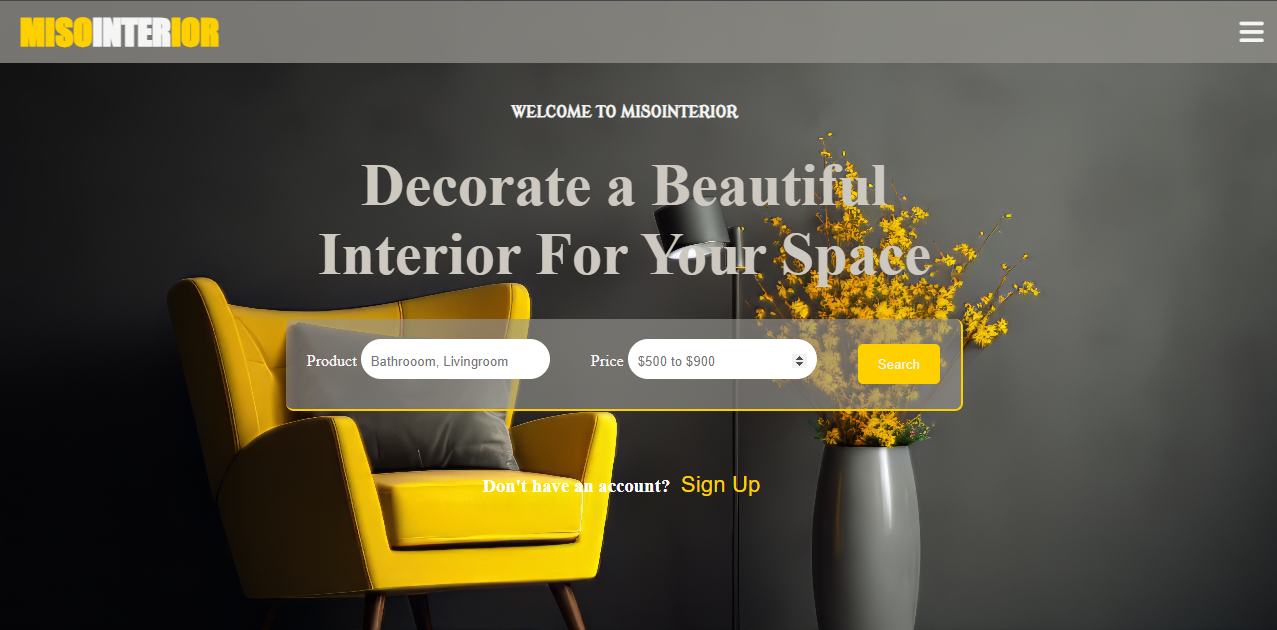 MISOINTERIOR
WELCOME TO MISOINTERIOR
Decorate a Beautiful
Interior For Your Space
Product Bathrooom, Livingroom Price $500 to $900 Search
Don't have an account? Sign Up